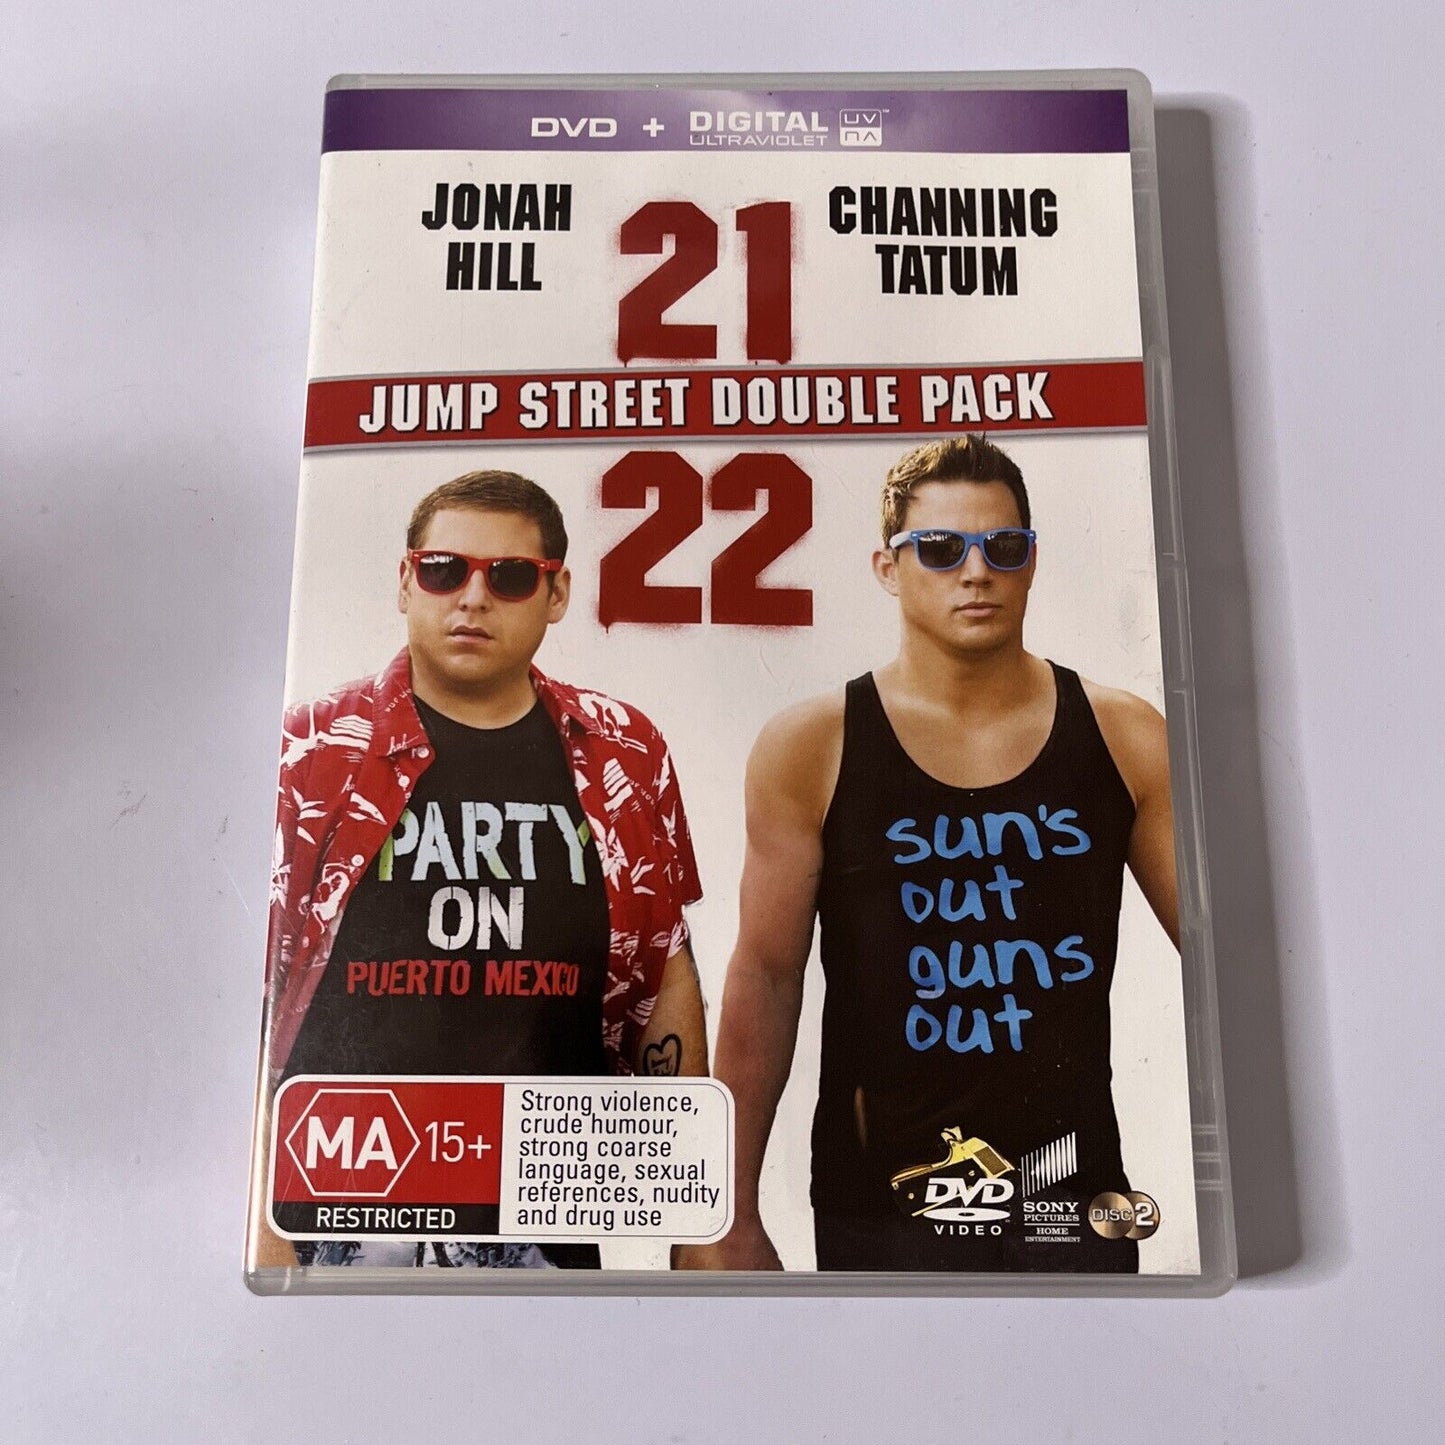 DVD + DIGITAL ULTRAVIOLET UV ™
JONAH
HILL
21
CHANNING
TATUM
JUMP STREET DOUBLE PACK
22
PARTY
ON
PUERTO MEXICO
sun's
out
guns
out
MA 15+
RESTRICTED
Strong violence,
crude humour,
strong coarse
language, sexual
references, nudity
and drug use
DVD
VIDEO
SONY
PICTURES
HOME
ENTERTAINMENT
DISC 2